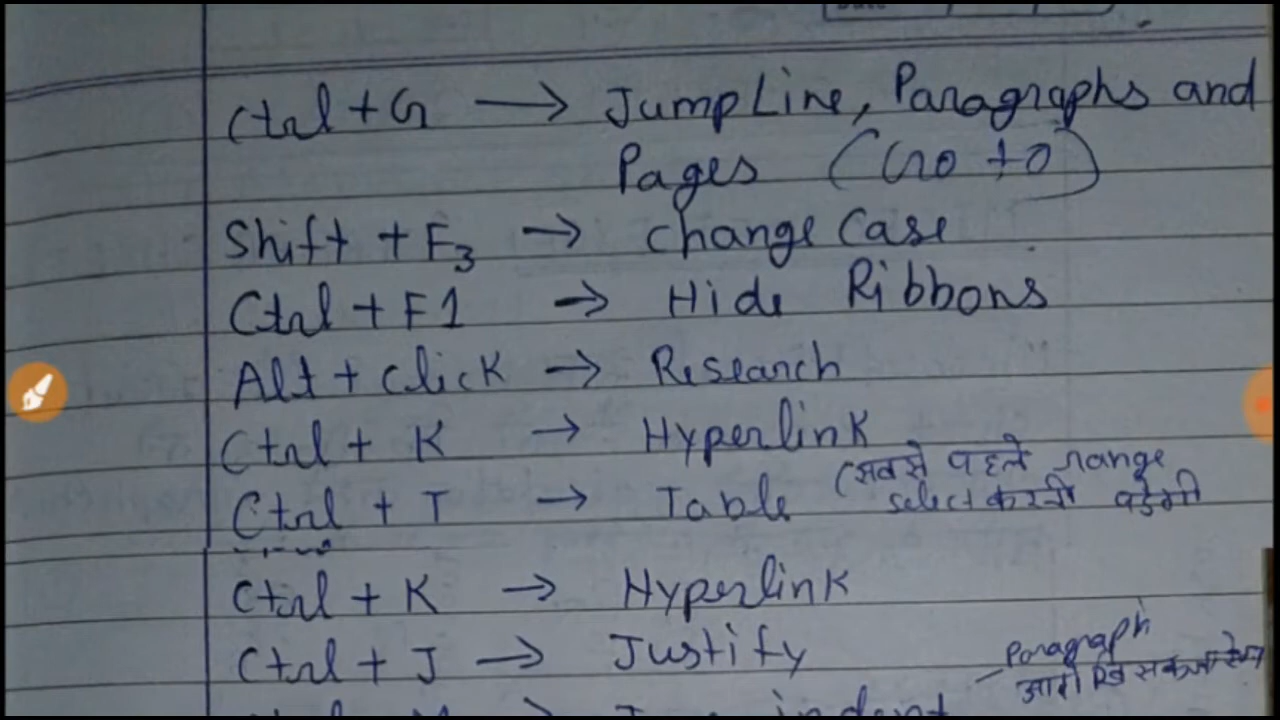 Ctrl + G → Jump Line, Paragraphs and
Pages (Go to)
Shift + F3 → change Case
Ctrl + F1 → Hide Ribbons
Alt + click → Research
Ctrl + K → Hyperlink
Ctrl + T → Table (सबसे पहले range
select करनी पड़ेगी
Ctrl + K → Hyperlink
Ctrl + J → Justify
Paragraph
indent